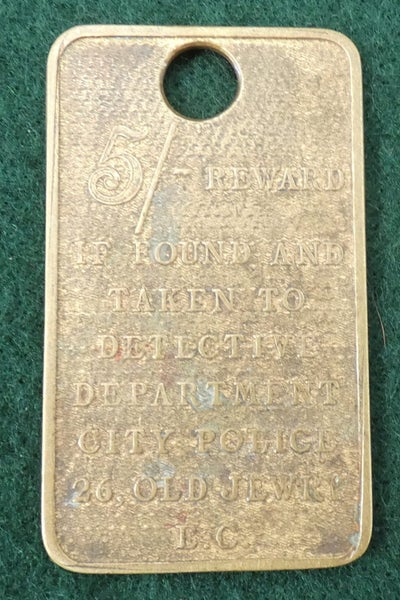 5/- REWARD
IF FOUND AND
TAKEN TO
DETECTIVE
DEPARTMENT
CITY POLICE
26, OLD JEWRY
E.C.